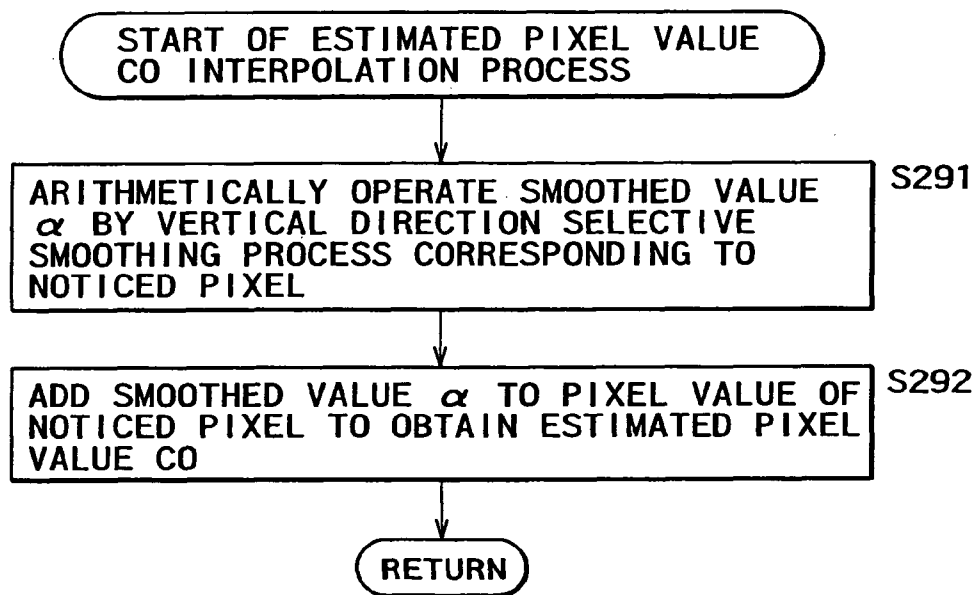 START OF ESTIMATED PIXEL VALUE
CO INTERPOLATION PROCESS
S291
ARITHMETICALLY OPERATE SMOOTHED VALUE
α BY VERTICAL DIRECTION SELECTIVE
SMOOTHING PROCESS CORRESPONDING TO
NOTICED PIXEL
S292
ADD SMOOTHED VALUE α TO PIXEL VALUE OF
NOTICED PIXEL TO OBTAIN ESTIMATED PIXEL
VALUE CO
RETURN